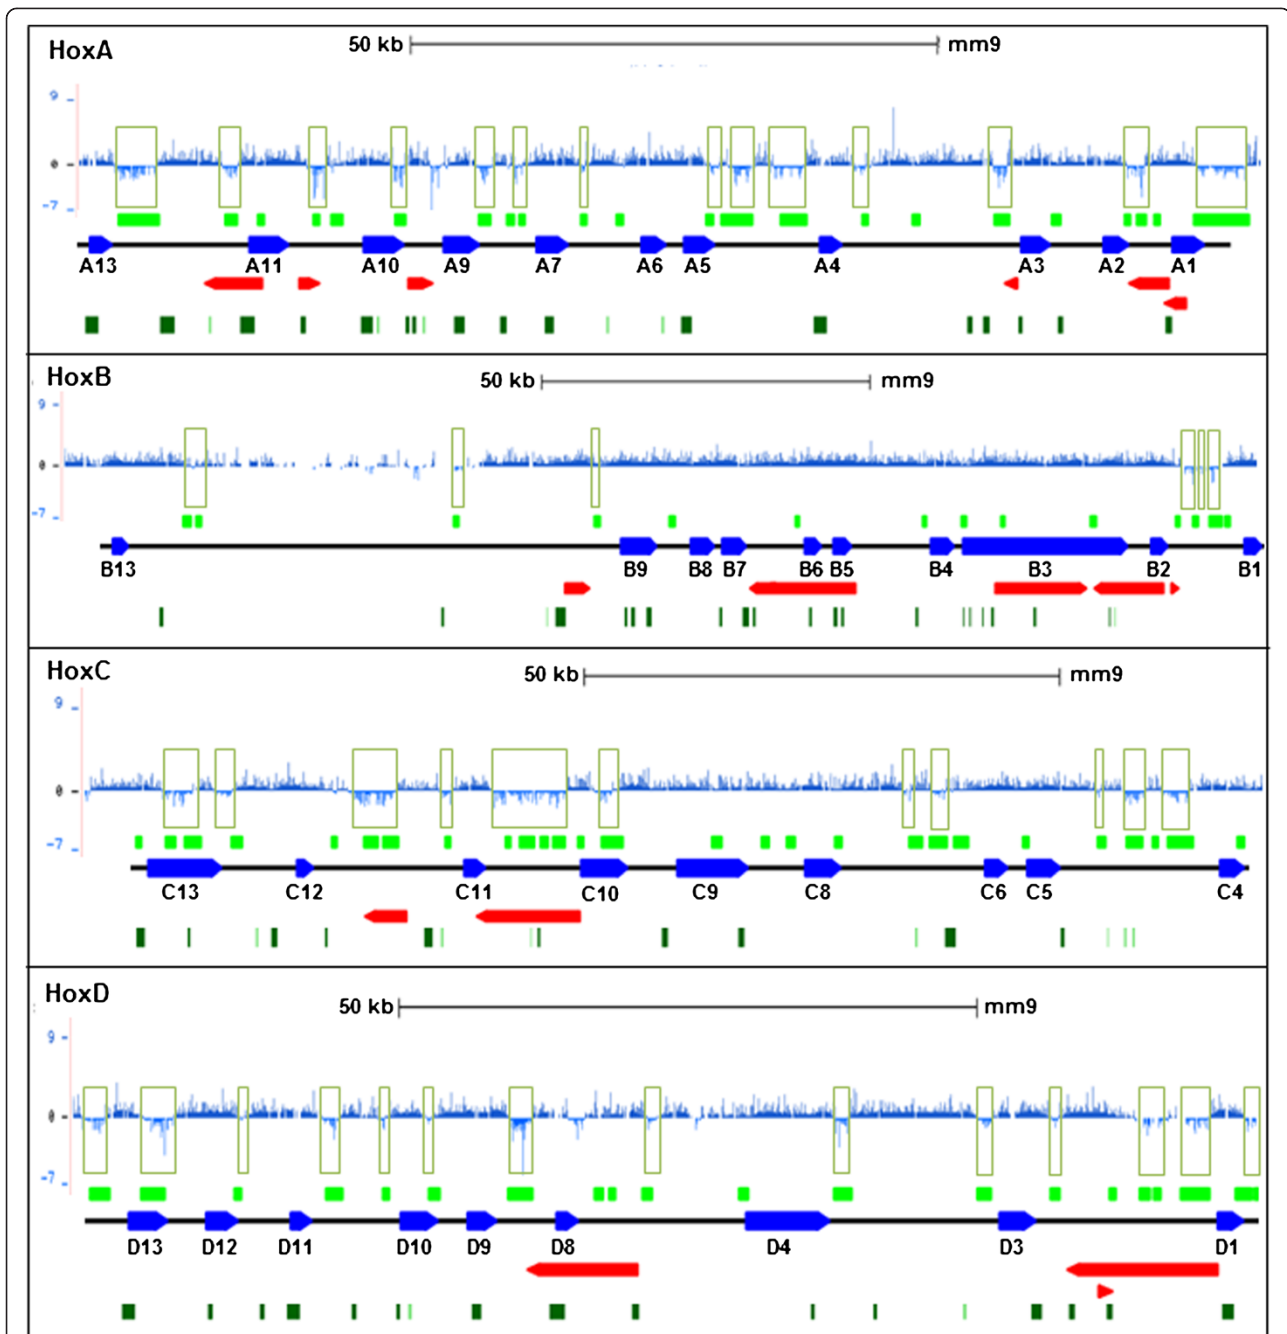 HoxA
50 kb mm9
9
0
-7
A13 A11 A10 A9 A7 A6 A5 A4 A3 A2 A1
HoxB
50 kb mm9
9
0
-7
B13 B9 B8 B7 B6 B5 B4 B3 B2 B1
HoxC
50 kb mm9
9
0
-7
C13 C12 C11 C10 C9 C8 C6 C5 C4
HoxD
50 kb mm9
9
0
-7
D13 D12 D11 D10 D9 D8 D4 D3 D1